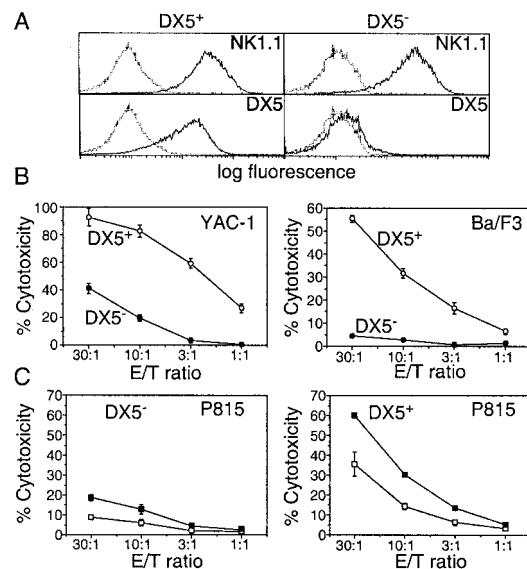 A
DX5+
DX5-
NK1.1
NK1.1
DX5
DX5
log fluorescence
B
% Cytotoxicity
100
80
60
40
20
0
YAC-1
DX5+
DX5-
30:1
10:1
3:1
1:1
E/T ratio
% Cytotoxicity
60
50
40
30
20
10
0
Ba/F3
DX5+
DX5-
30:1
10:1
3:1
1:1
E/T ratio
C
% Cytotoxicity
70
60
50
40
30
20
10
0
DX5-
P815
30:1
10:1
3:1
1:1
E/T ratio
% Cytotoxicity
70
60
50
40
30
20
10
0
DX5+
P815
30:1
10:1
3:1
1:1
E/T ratio